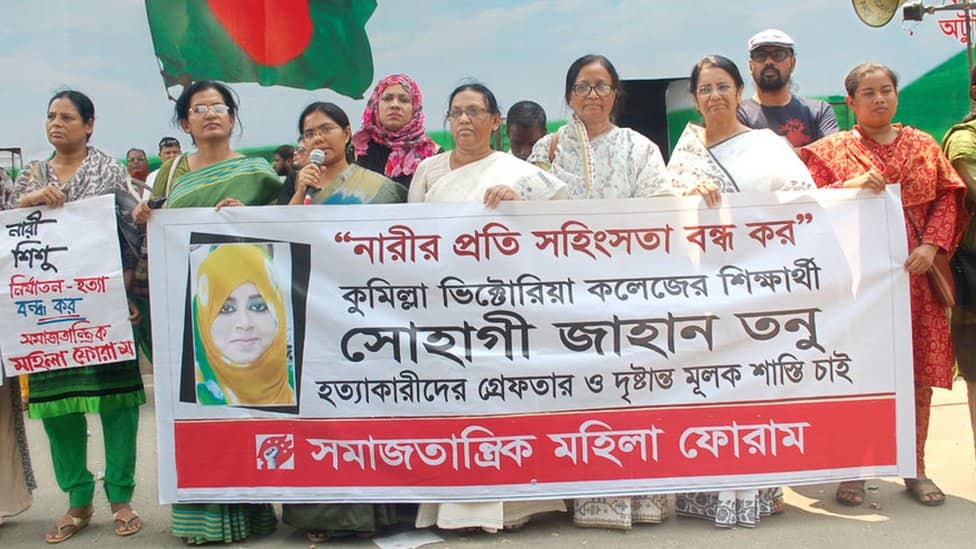 নারী
শিশু
নির্যাতন - হত্যা
বন্ধ কর
সমাজতান্ত্রিক
মহিলা ফোরাম
“নারীর প্রতি সহিংসতা বন্ধ কর”
কুমিল্লা ভিক্টোরিয়া কলেজের শিক্ষার্থী
সোহাগী জাহান তনু
হত্যাকারীদের গ্রেফতার ও দৃষ্টান্ত মূলক শাস্তি চাই
সমাজতান্ত্রিক মহিলা ফোরাম